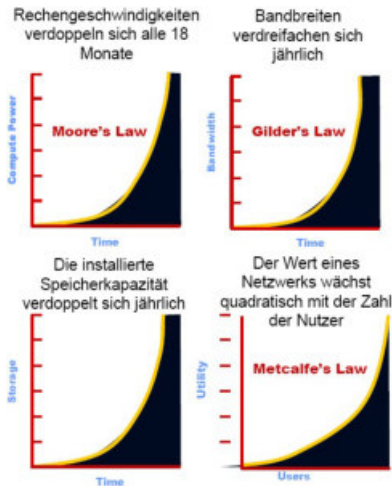 Rechengeschwindigkeiten
verdoppeln sich alle 18
Monate
Compute Power
Moore's Law
Time
Bandbreiten
verdreifachen sich
jährlich
Bandwidth
Gilder's Law
Time
Die installierte
Speicherkapazität
verdoppelt sich jährlich
Storage
Time
Der Wert eines
Netzwerks wächst
quadratisch mit der Zahl
der Nutzer
Utility
Metcalfe's Law
Users